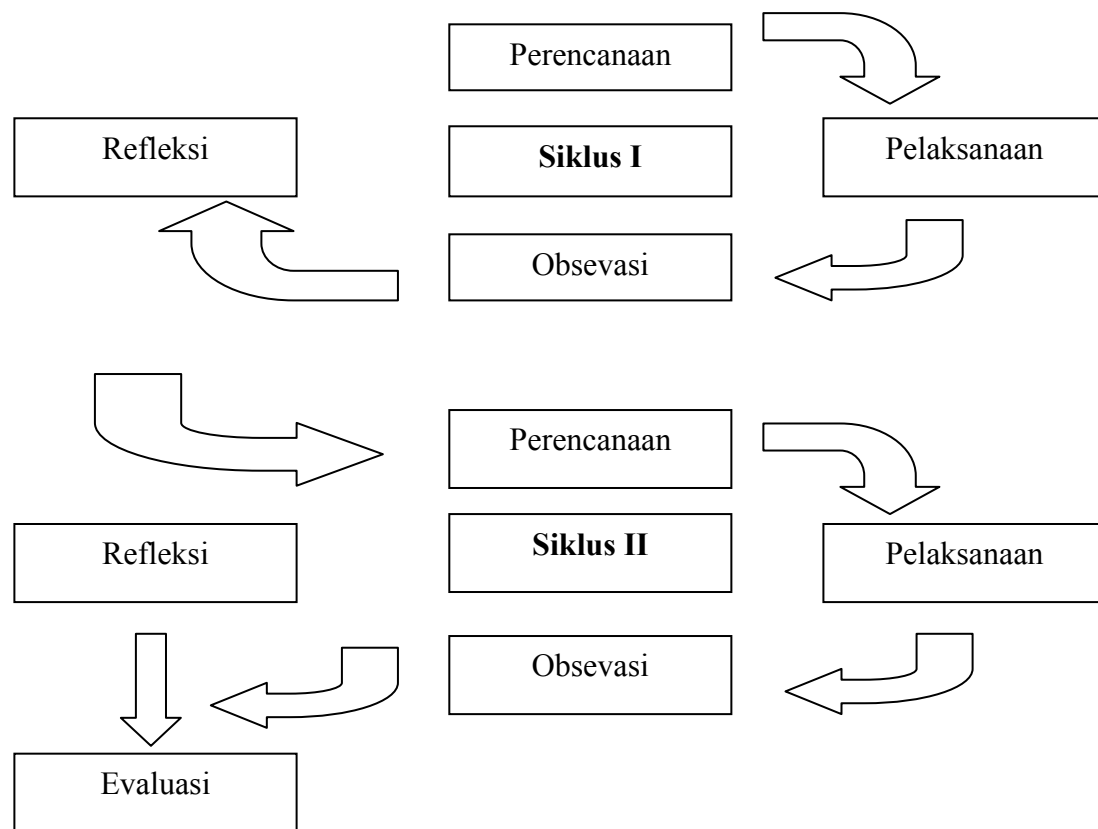 Perencanaan
Refleksi
Siklus I
Pelaksanaan
Obsevasi
Perencanaan
Refleksi
Siklus II
Pelaksanaan
Obsevasi
Evaluasi